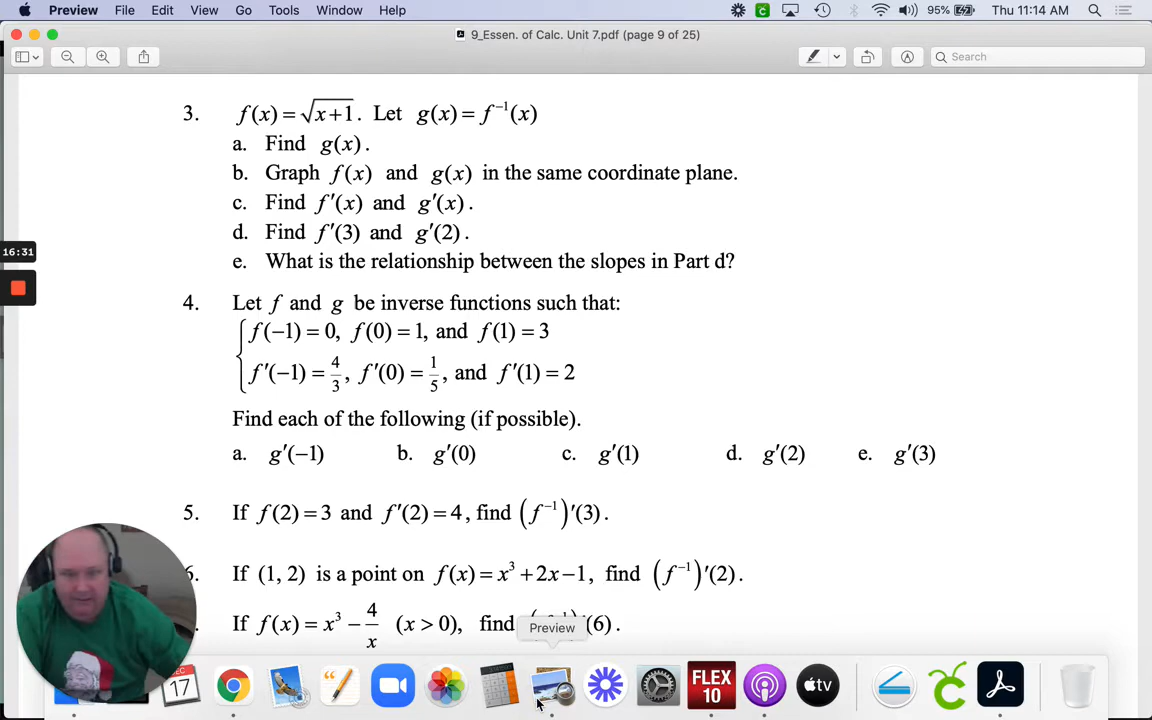 Preview File Edit View Go Tools Window Help 95% Thu 11:14 AM
9_Essen. of Calc. Unit 7.pdf (page 9 of 25)
Search
3. f(x) = √(x+1). Let g(x) = f⁻¹(x)
a. Find g(x).
b. Graph f(x) and g(x) in the same coordinate plane.
c. Find f′(x) and g′(x).
d. Find f′(3) and g′(2).
16:31
e. What is the relationship between the slopes in Part d?
4. Let f and g be inverse functions such that:
f(−1) = 0, f(0) = 1, and f(1) = 3
f′(−1) = 4/3, f′(0) = 1/5, and f′(1) = 2
Find each of the following (if possible).
a. g′(−1) b. g′(0) c. g′(1) d. g′(2) e. g′(3)
5. If f(2) = 3 and f′(2) = 4, find (f⁻¹)′(3).
6. If (1, 2) is a point on f(x) = x³ + 2x − 1, find (f⁻¹)′(2).
If f(x) = x³ − 4/x (x > 0), find (6).
Preview
DEC
17
FLEX
10
tv